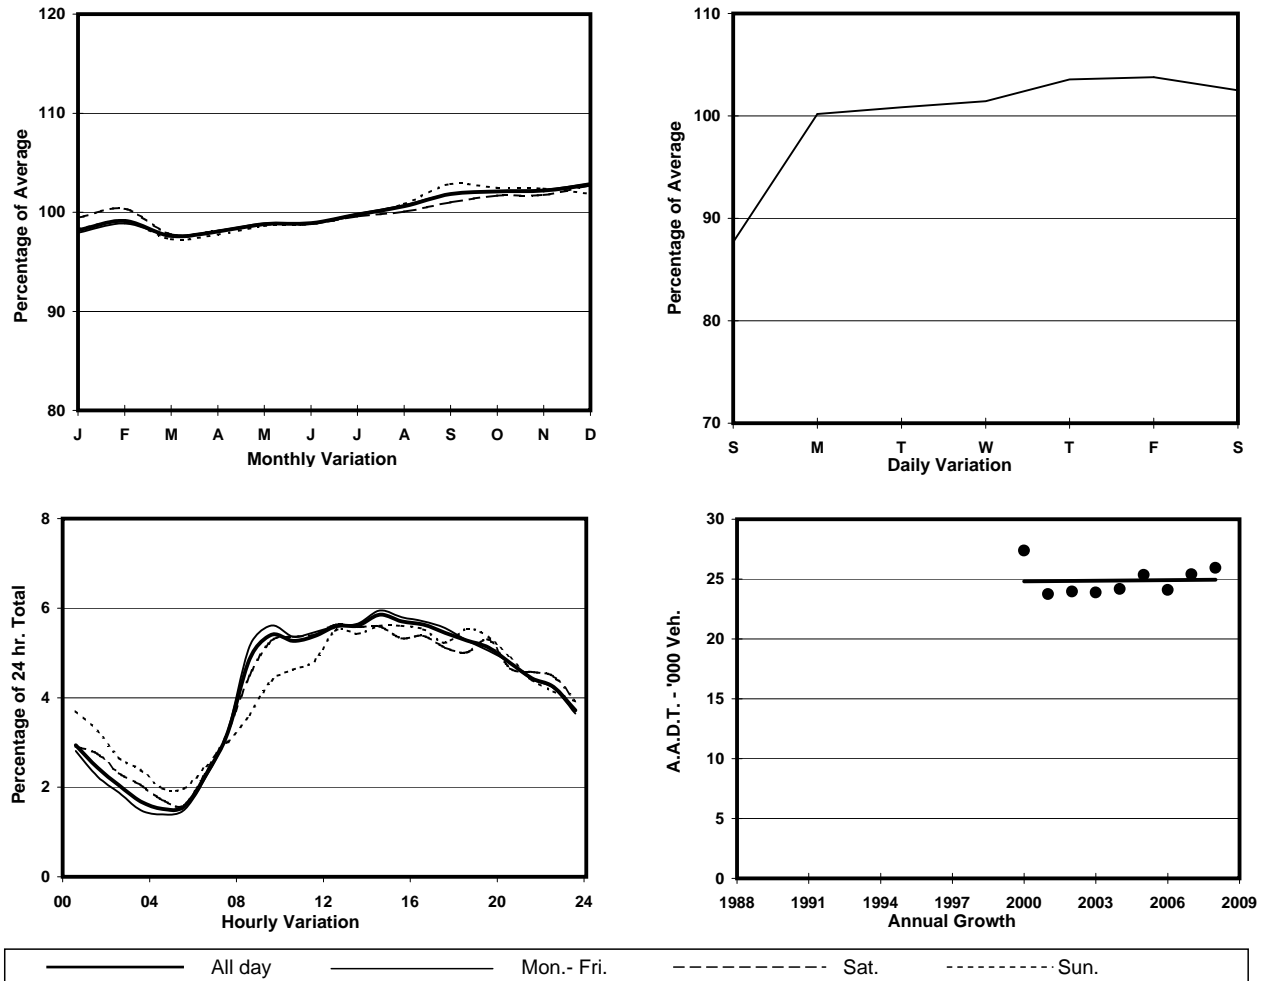 120
110
100
90
80
Percentage of Average
J F M A M J J A S O N D
Monthly Variation
110
100
90
80
70
Percentage of Average
S M T W T F S
Daily Variation
8
6
4
2
0
Percentage of 24 hr. Total
00 04 08 12 16 20 24
Hourly Variation
30
25
20
15
10
5
0
A.A.D.T. - '000 Veh.
1988 1991 1994 1997 2000 2003 2006 2009
Annual Growth
All day Mon.- Fri. Sat. Sun.